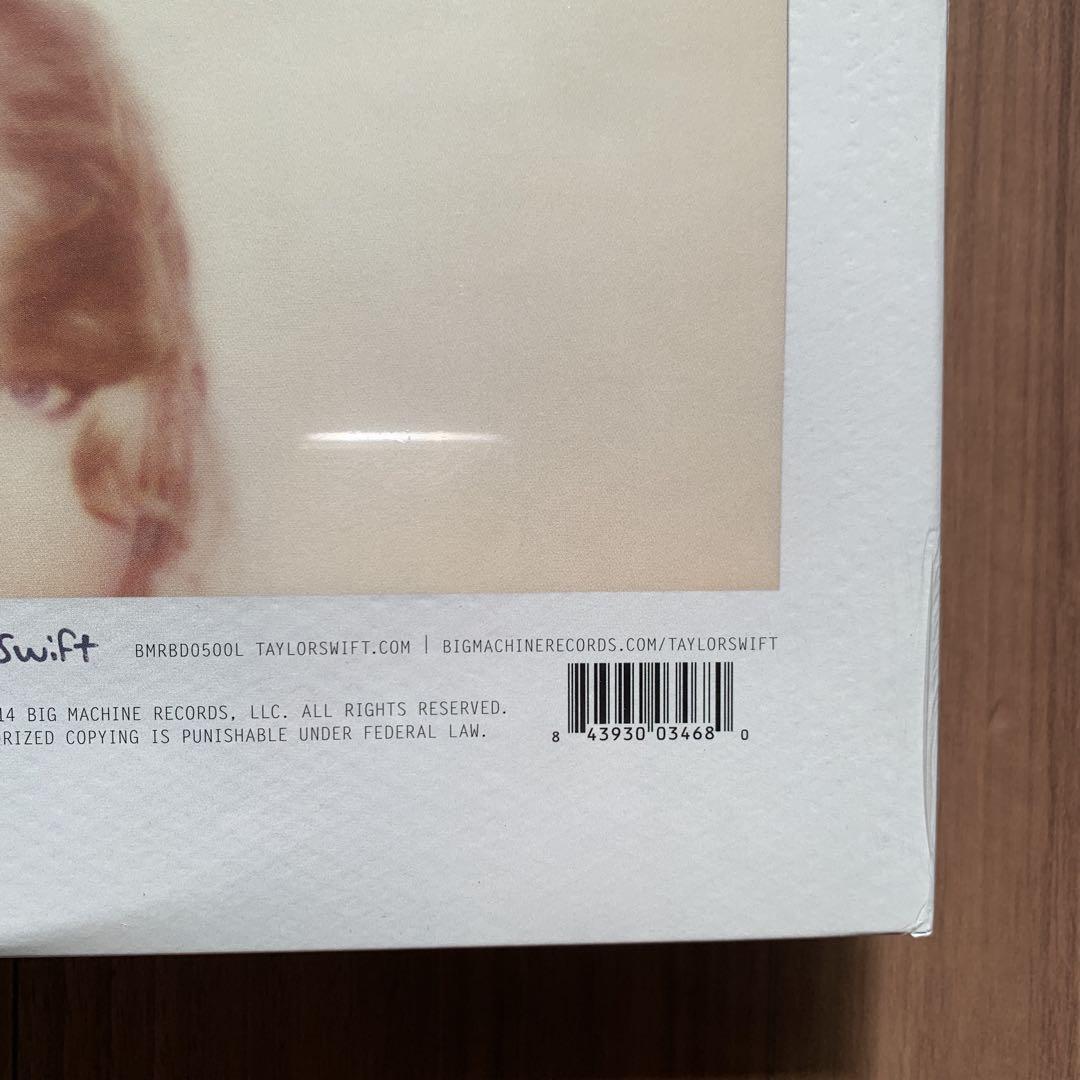 Swift BMRBD0500L TAYLORSWIFT.COM | BIGMACHINERECORDS.COM/TAYLORSWIFT
14 BIG MACHINE RECORDS, LLC. ALL RIGHTS RESERVED.
RIZED COPYING IS PUNISHABLE UNDER FEDERAL LAW.
8 43930 03468 0